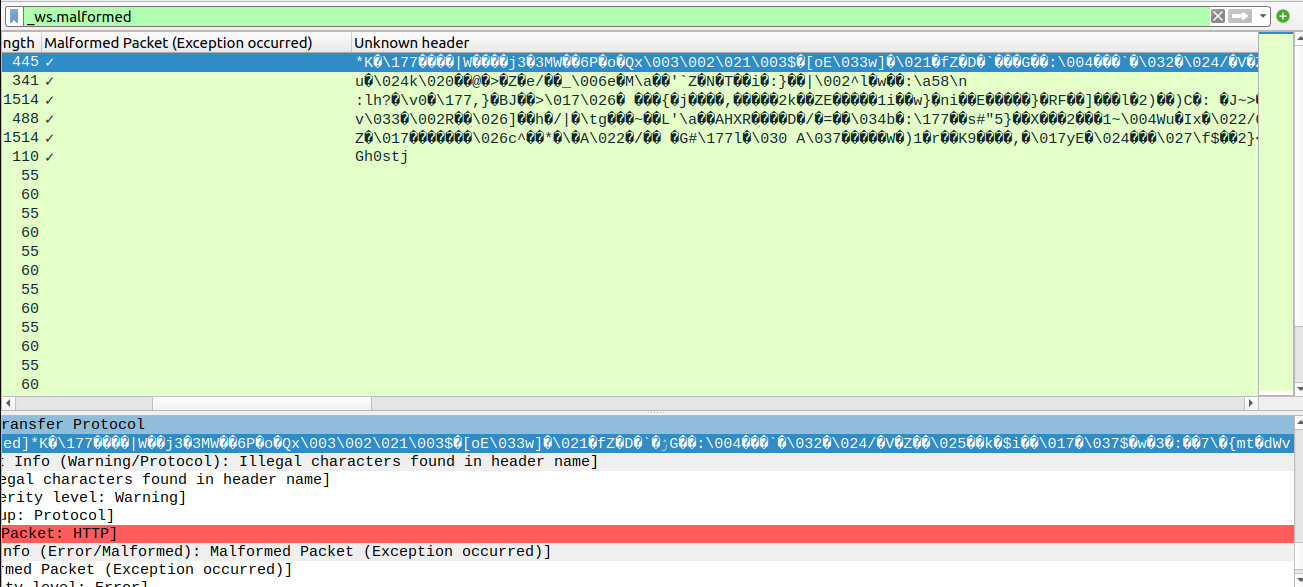 _ws.malformed
ngth Malformed Packet (Exception occurred) Unknown header
445 ✓ *K�\177����|W����j3�3MW��6P�o�Qx\003\002\021\003$�[oE\033w]�\021�fZ�D�`���G��:\004���`�\032�\024/�V�Z
341 ✓ u�\024k\020��@�>�Z�e/��_\006e�M\a��'`Z�N�T��i�:}��|\002^l�w��:\a58\n
1514 ✓ :lh?�\v0�\177,}�BJ��>\017\026� ���{�j����,�����2k��ZE�����1i��w}�ni��E�����}�RF��]���l�2)��)C�: �J~>
488 ✓ v\033�\002R��\026]��h�/|�\tg���~��L'\a��AHXR����D�/�=��\034b�:\177��s#"5}��X���2���1~\004Wu�Ix�\022/
1514 ✓ Z�\017�������\026c^��*�\�A\022�/�� �G#\177l�\030 A\037�����W�)1�r��K9����,�\017yE�\024���\027\f$��2}
110 ✓ Gh0stj
55
60
55
60
55
60
55
60
55
60
55
60
ransfer Protocol
ed]*K�\177����|W��j3�3MW��6P�o�Qx\003\002\021\003$�[oE\033w]�\021�fZ�D�`�G��:\004���`�\032�\024/�V�Z��\025��k�$i��\017�\037$�w�3�:��7\�{mt�dWv
t Info (Warning/Protocol): Illegal characters found in header name]
egal characters found in header name]
erity level: Warning]
up: Protocol]
Packet: HTTP]
nfo (Error/Malformed): Malformed Packet (Exception occurred)]
rmed Packet (Exception occurred)]
ty level: Error]